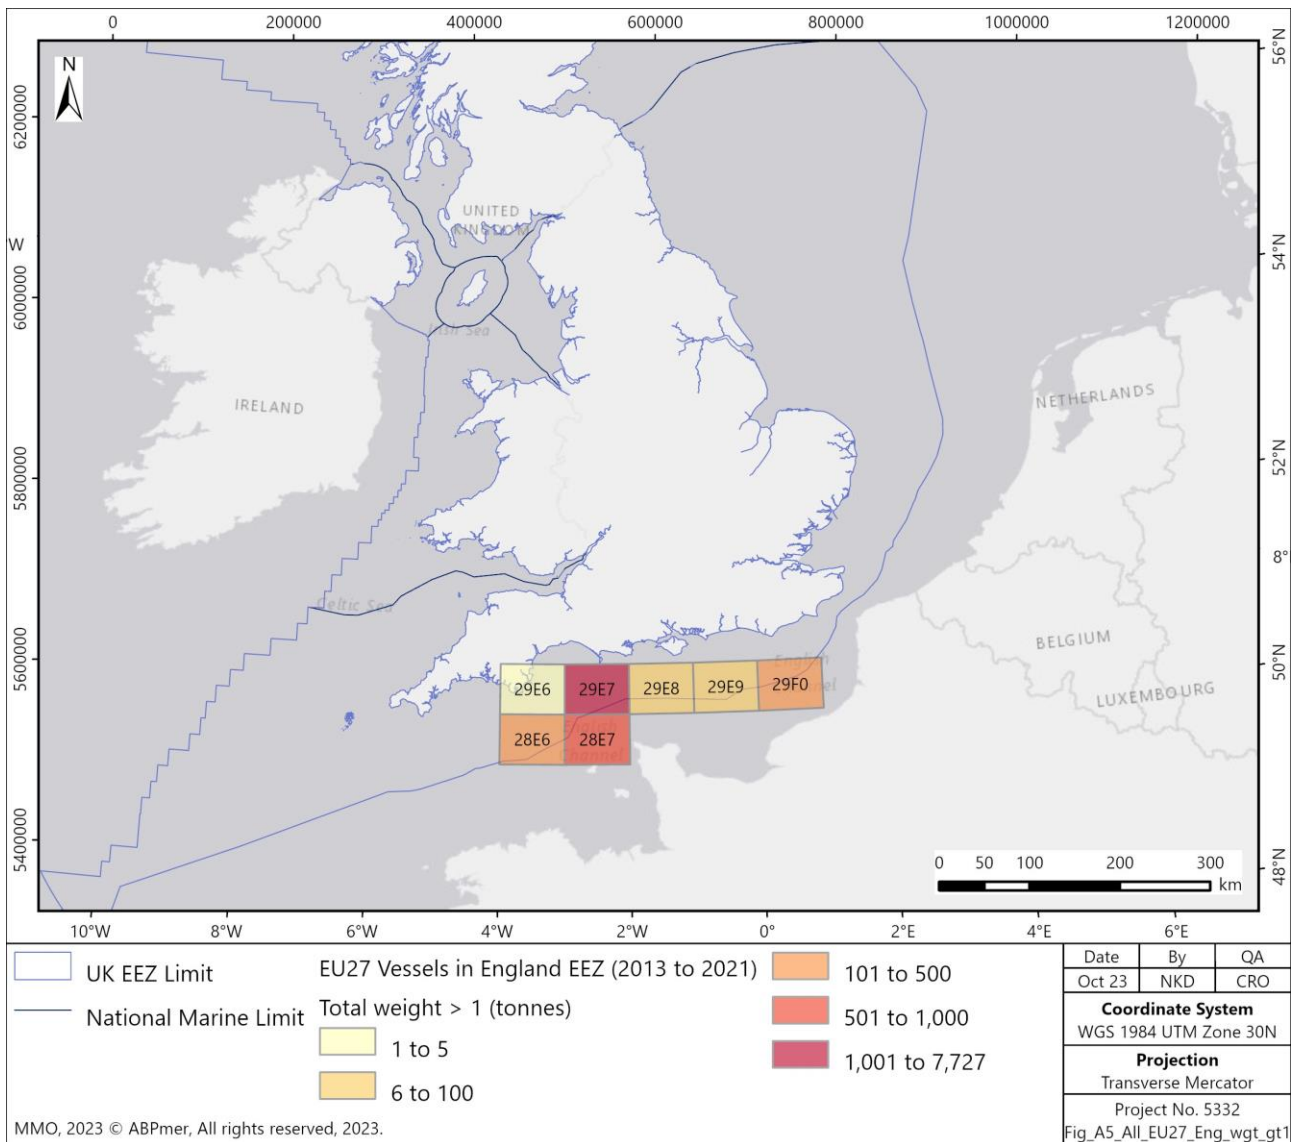 0 200000 400000 600000 800000 1000000 1200000
N
56°N
6200000
UNITED
KINGDOM
W
54°N
6000000
Irish Sea
IRELAND
NETHERLANDS
52°N
5800000
8°
Celtic Sea
BELGIUM
5600000
English
Channel
50°N
29E6 29E7 29E8 29E9 29F0
LUXEMBOURG
28E6 28E7
English
Channel
5400000
0 50 100 200 300
km
48°N
10°W 8°W 6°W 4°W 2°W 0° 2°E 4°E 6°E
UK EEZ Limit
National Marine Limit
EU27 Vessels in England EEZ (2013 to 2021)
Total weight > 1 (tonnes)
1 to 5
6 to 100
101 to 500
501 to 1,000
1,001 to 7,727
Date By QA
Oct 23 NKD CRO
Coordinate System
WGS 1984 UTM Zone 30N
Projection
Transverse Mercator
Project No. 5332
Fig_A5_All_EU27_Eng_wgt_gt1
MMO, 2023 © ABPmer, All rights reserved, 2023.